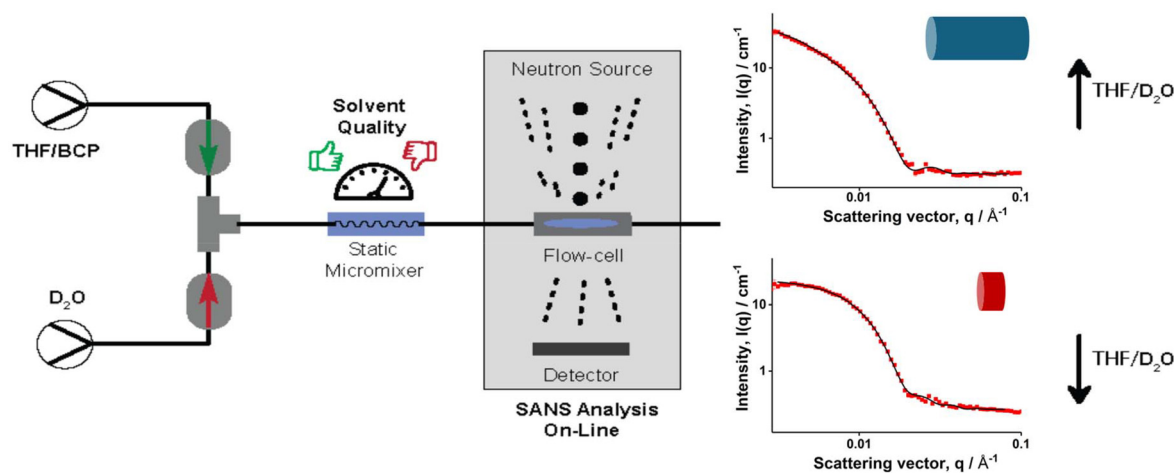 THF/BCP
D₂O
Solvent
Quality
Static
Micromixer
Neutron Source
Flow-cell
Detector
SANS Analysis
On-Line
Intensity, I(q) / cm⁻¹
10
1
0.01
0.1
Scattering vector, q / Å⁻¹
THF/D₂O
Intensity, I(q) / cm⁻¹
10
1
0.01
0.1
Scattering vector, q / Å⁻¹
THF/D₂O